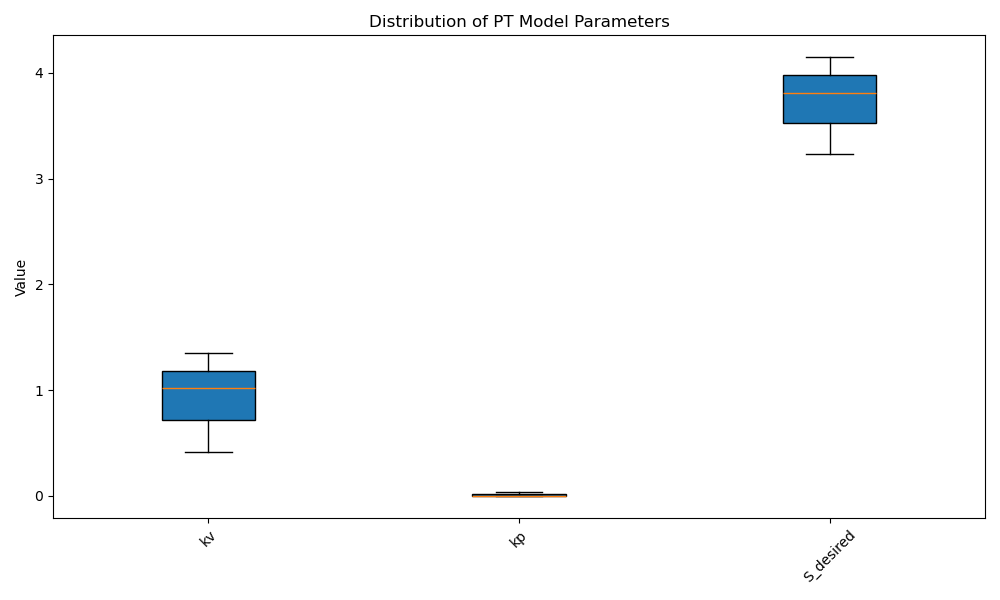 Distribution of PT Model Parameters
Value
4
3
2
1
0
kv
kp
S_desired